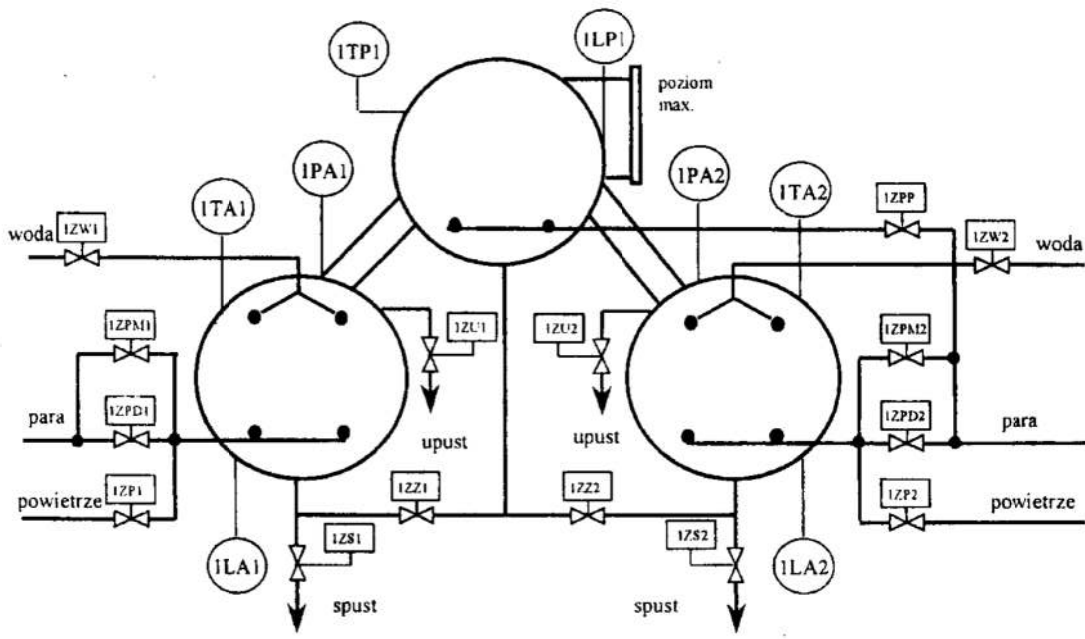 1TP1
1LP1
poziom
max.
1PA1
1PA2
1TA1
1TA2
1ZPP
1ZW1
1ZW2
woda
woda
1ZPM1
1ZU1
1ZU2
1ZPM2
para
1ZPD1
1ZPD2
para
upust
upust
powietrze
1ZP1
1ZZ1
1ZZ2
1ZP2
powietrze
1ZS1
1ZS2
1LA1
1LA2
spust
spust